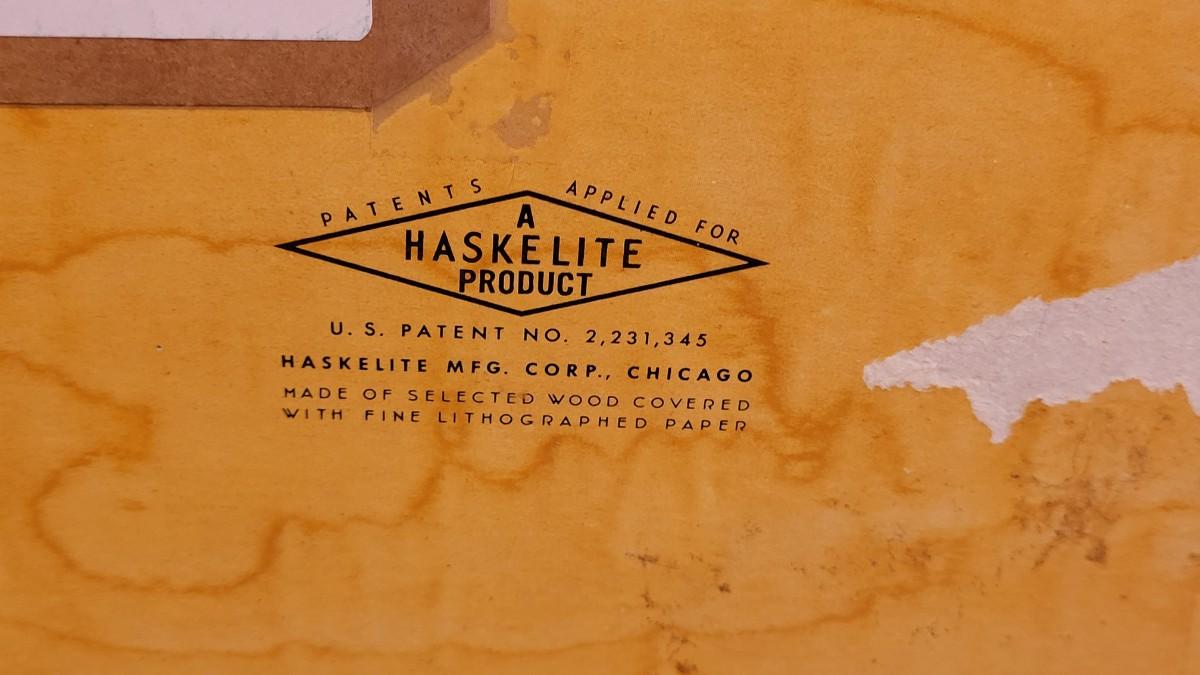 PATENTS APPLIED FOR
A
HASKELITE
PRODUCT
U. S. PATENT NO. 2,231,345
HASKELITE MFG. CORP., CHICAGO
MADE OF SELECTED WOOD COVERED
WITH FINE LITHOGRAPHED PAPER